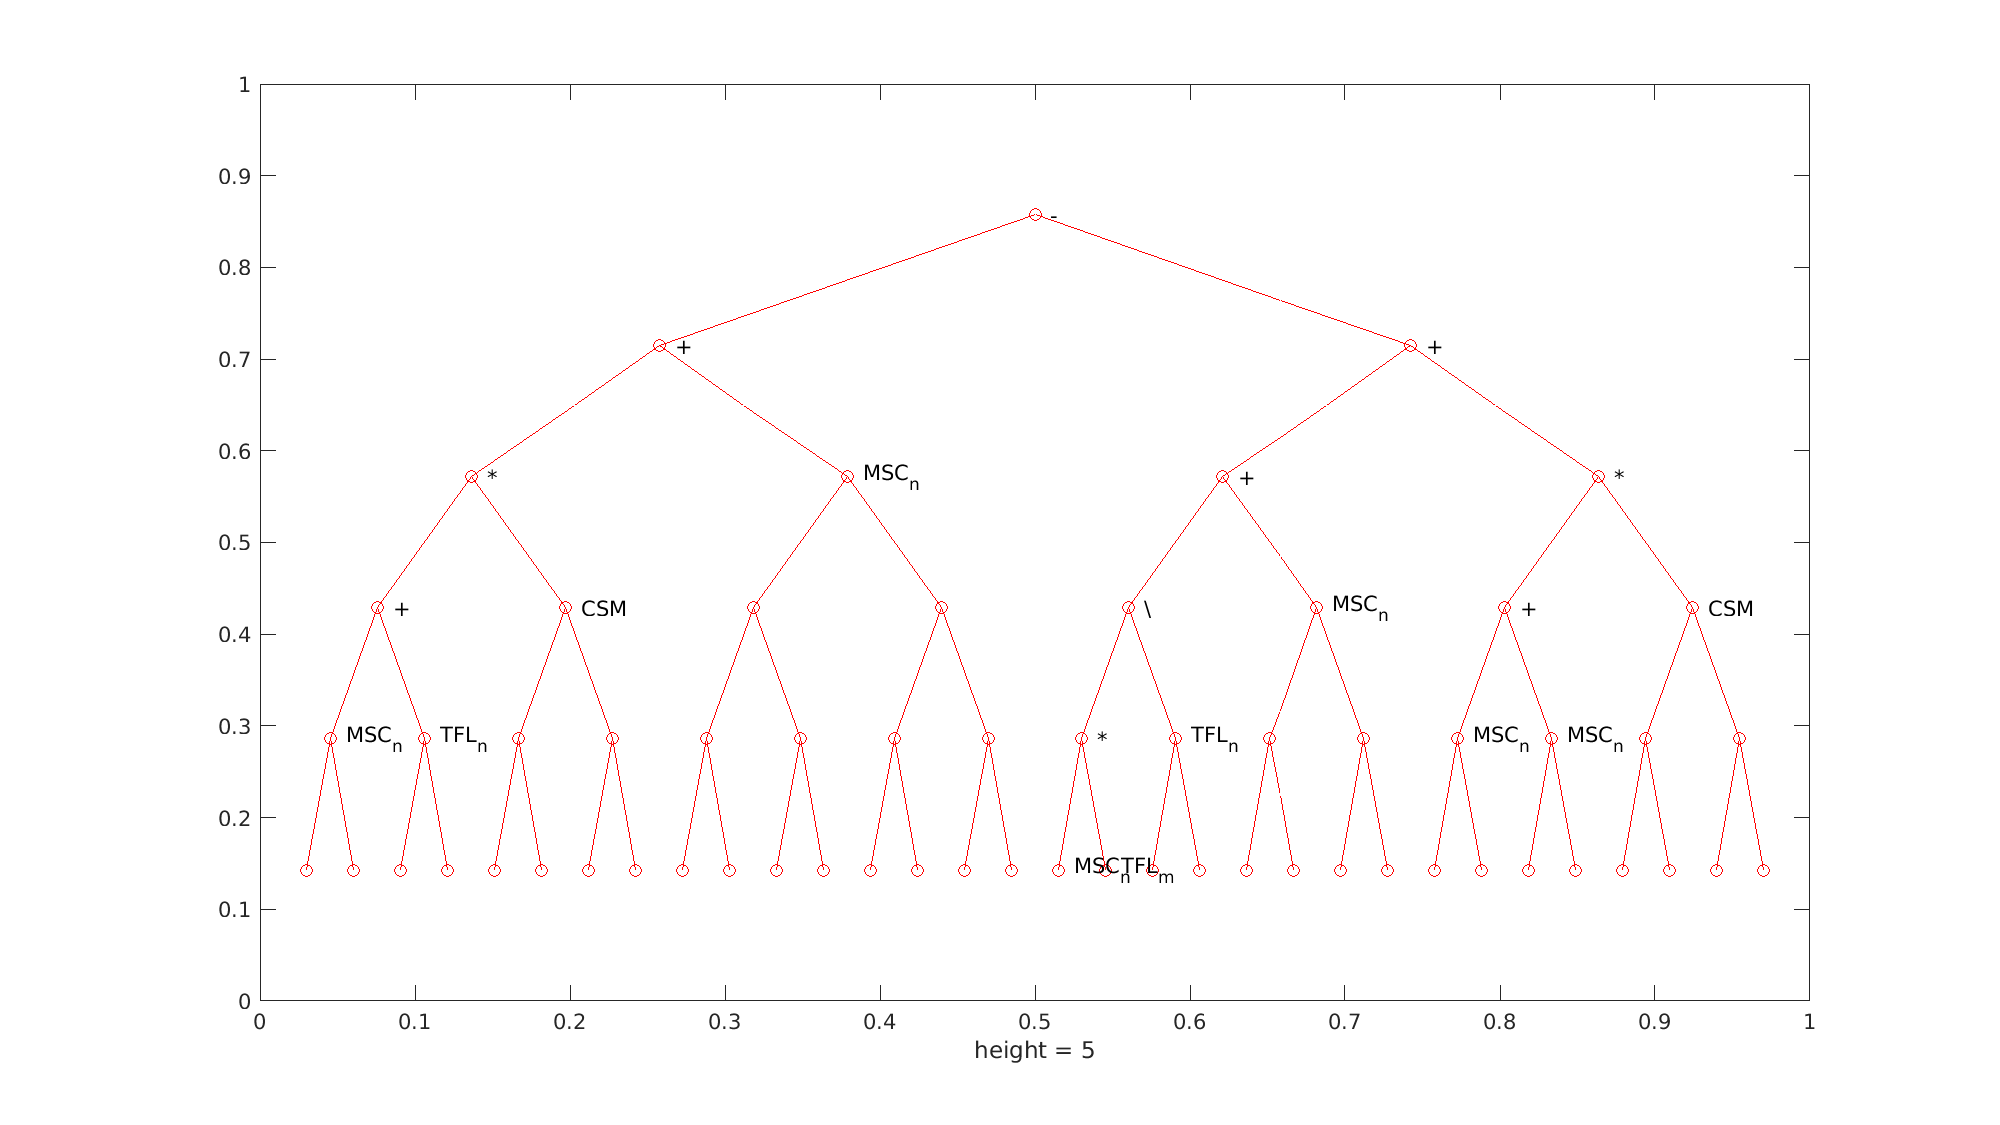 1
0.9
-
0.8
0.7
+ +
0.6
* MSCn + *
0.5
+ CSM \ MSCn + CSM
0.4
0.3
MSCn TFLn * TFLn MSCn MSCn
0.2
MSCn TFLm
0.1
0
0 0.1 0.2 0.3 0.4 0.5 0.6 0.7 0.8 0.9 1
height = 5